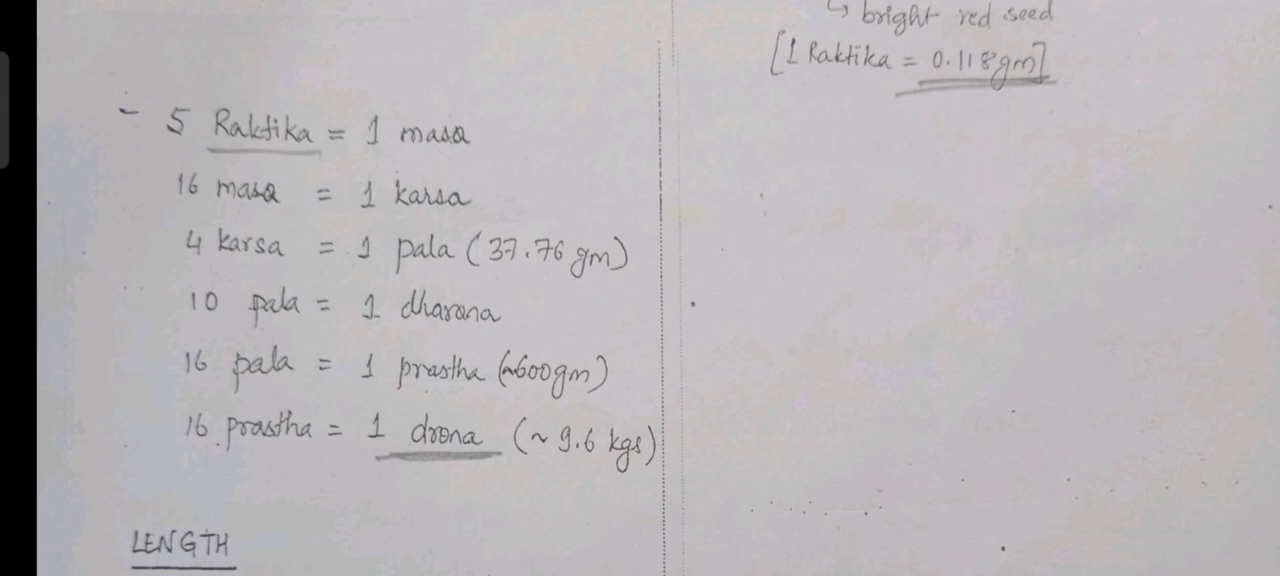 ↳ bright red seed
[1 Raktika = 0.118gm]
- 5 Raktika = 1 masa
16 masa = 1 karsa
4 karsa = 1 pala (37.76 gm)
10 pala = 1 dharana
16 pala = 1 prastha (~600gm)
16 prastha = 1 drona (~ 9.6 kgs)
LENGTH